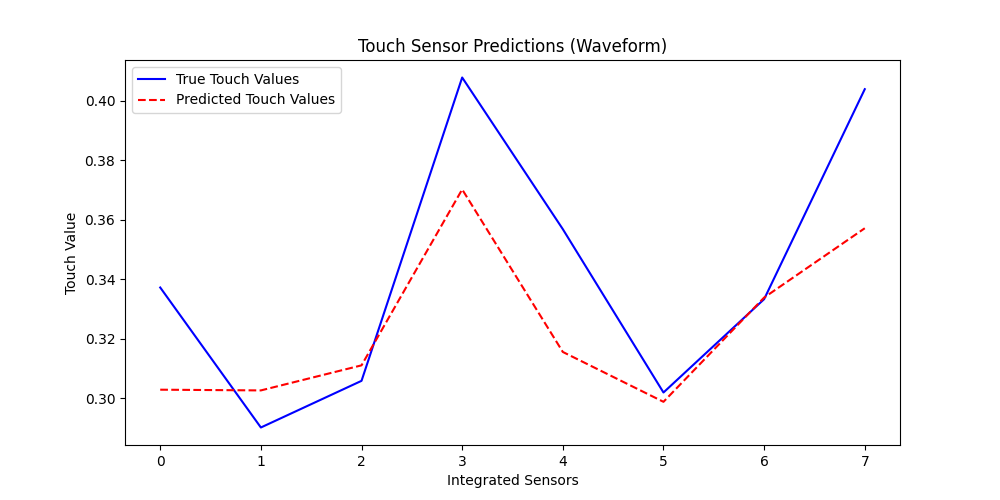 Touch Sensor Predictions (Waveform)
True Touch Values
Predicted Touch Values
Touch Value
0.40
0.38
0.36
0.34
0.32
0.30
0 1 2 3 4 5 6 7
Integrated Sensors